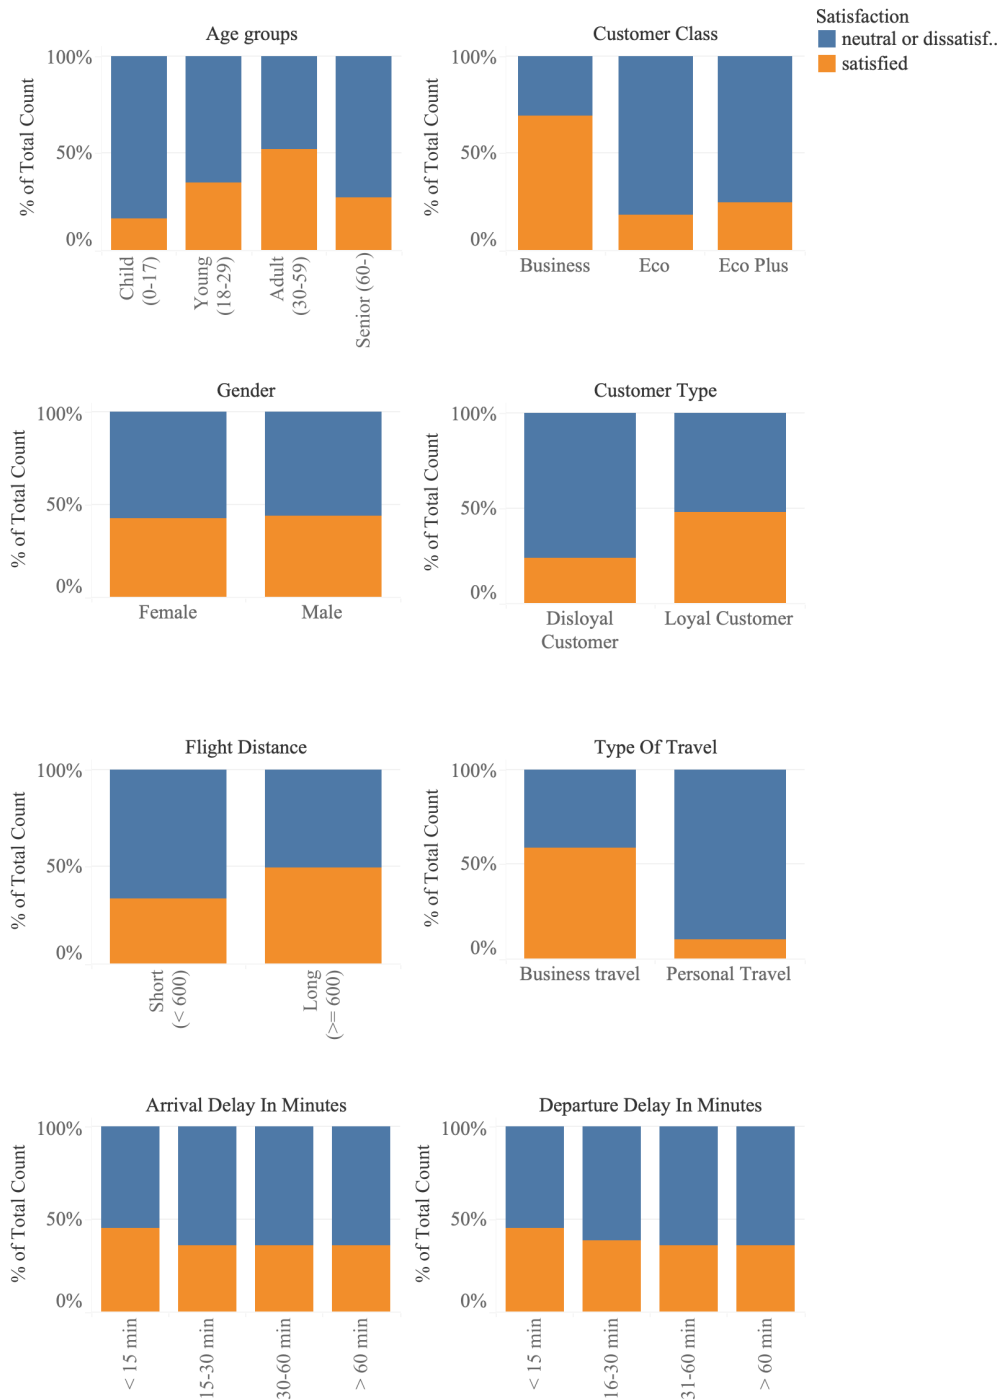 Satisfaction
neutral or dissatisf..
satisfied
Age groups
% of Total Count
100%
50%
0%
Child
(0-17)
Young
(18-29)
Adult
(30-59)
Senior (60-)
Customer Class
% of Total Count
100%
50%
0%
Business
Eco
Eco Plus
Gender
% of Total Count
100%
50%
0%
Female
Male
Customer Type
% of Total Count
100%
50%
0%
Disloyal
Customer
Loyal Customer
Flight Distance
% of Total Count
100%
50%
0%
Short
(< 600)
Long
(>= 600)
Type Of Travel
% of Total Count
100%
50%
0%
Business travel
Personal Travel
Arrival Delay In Minutes
% of Total Count
100%
50%
0%
< 15 min
15-30 min
30-60 min
> 60 min
Departure Delay In Minutes
% of Total Count
100%
50%
0%
< 15 min
16-30 min
31-60 min
> 60 min